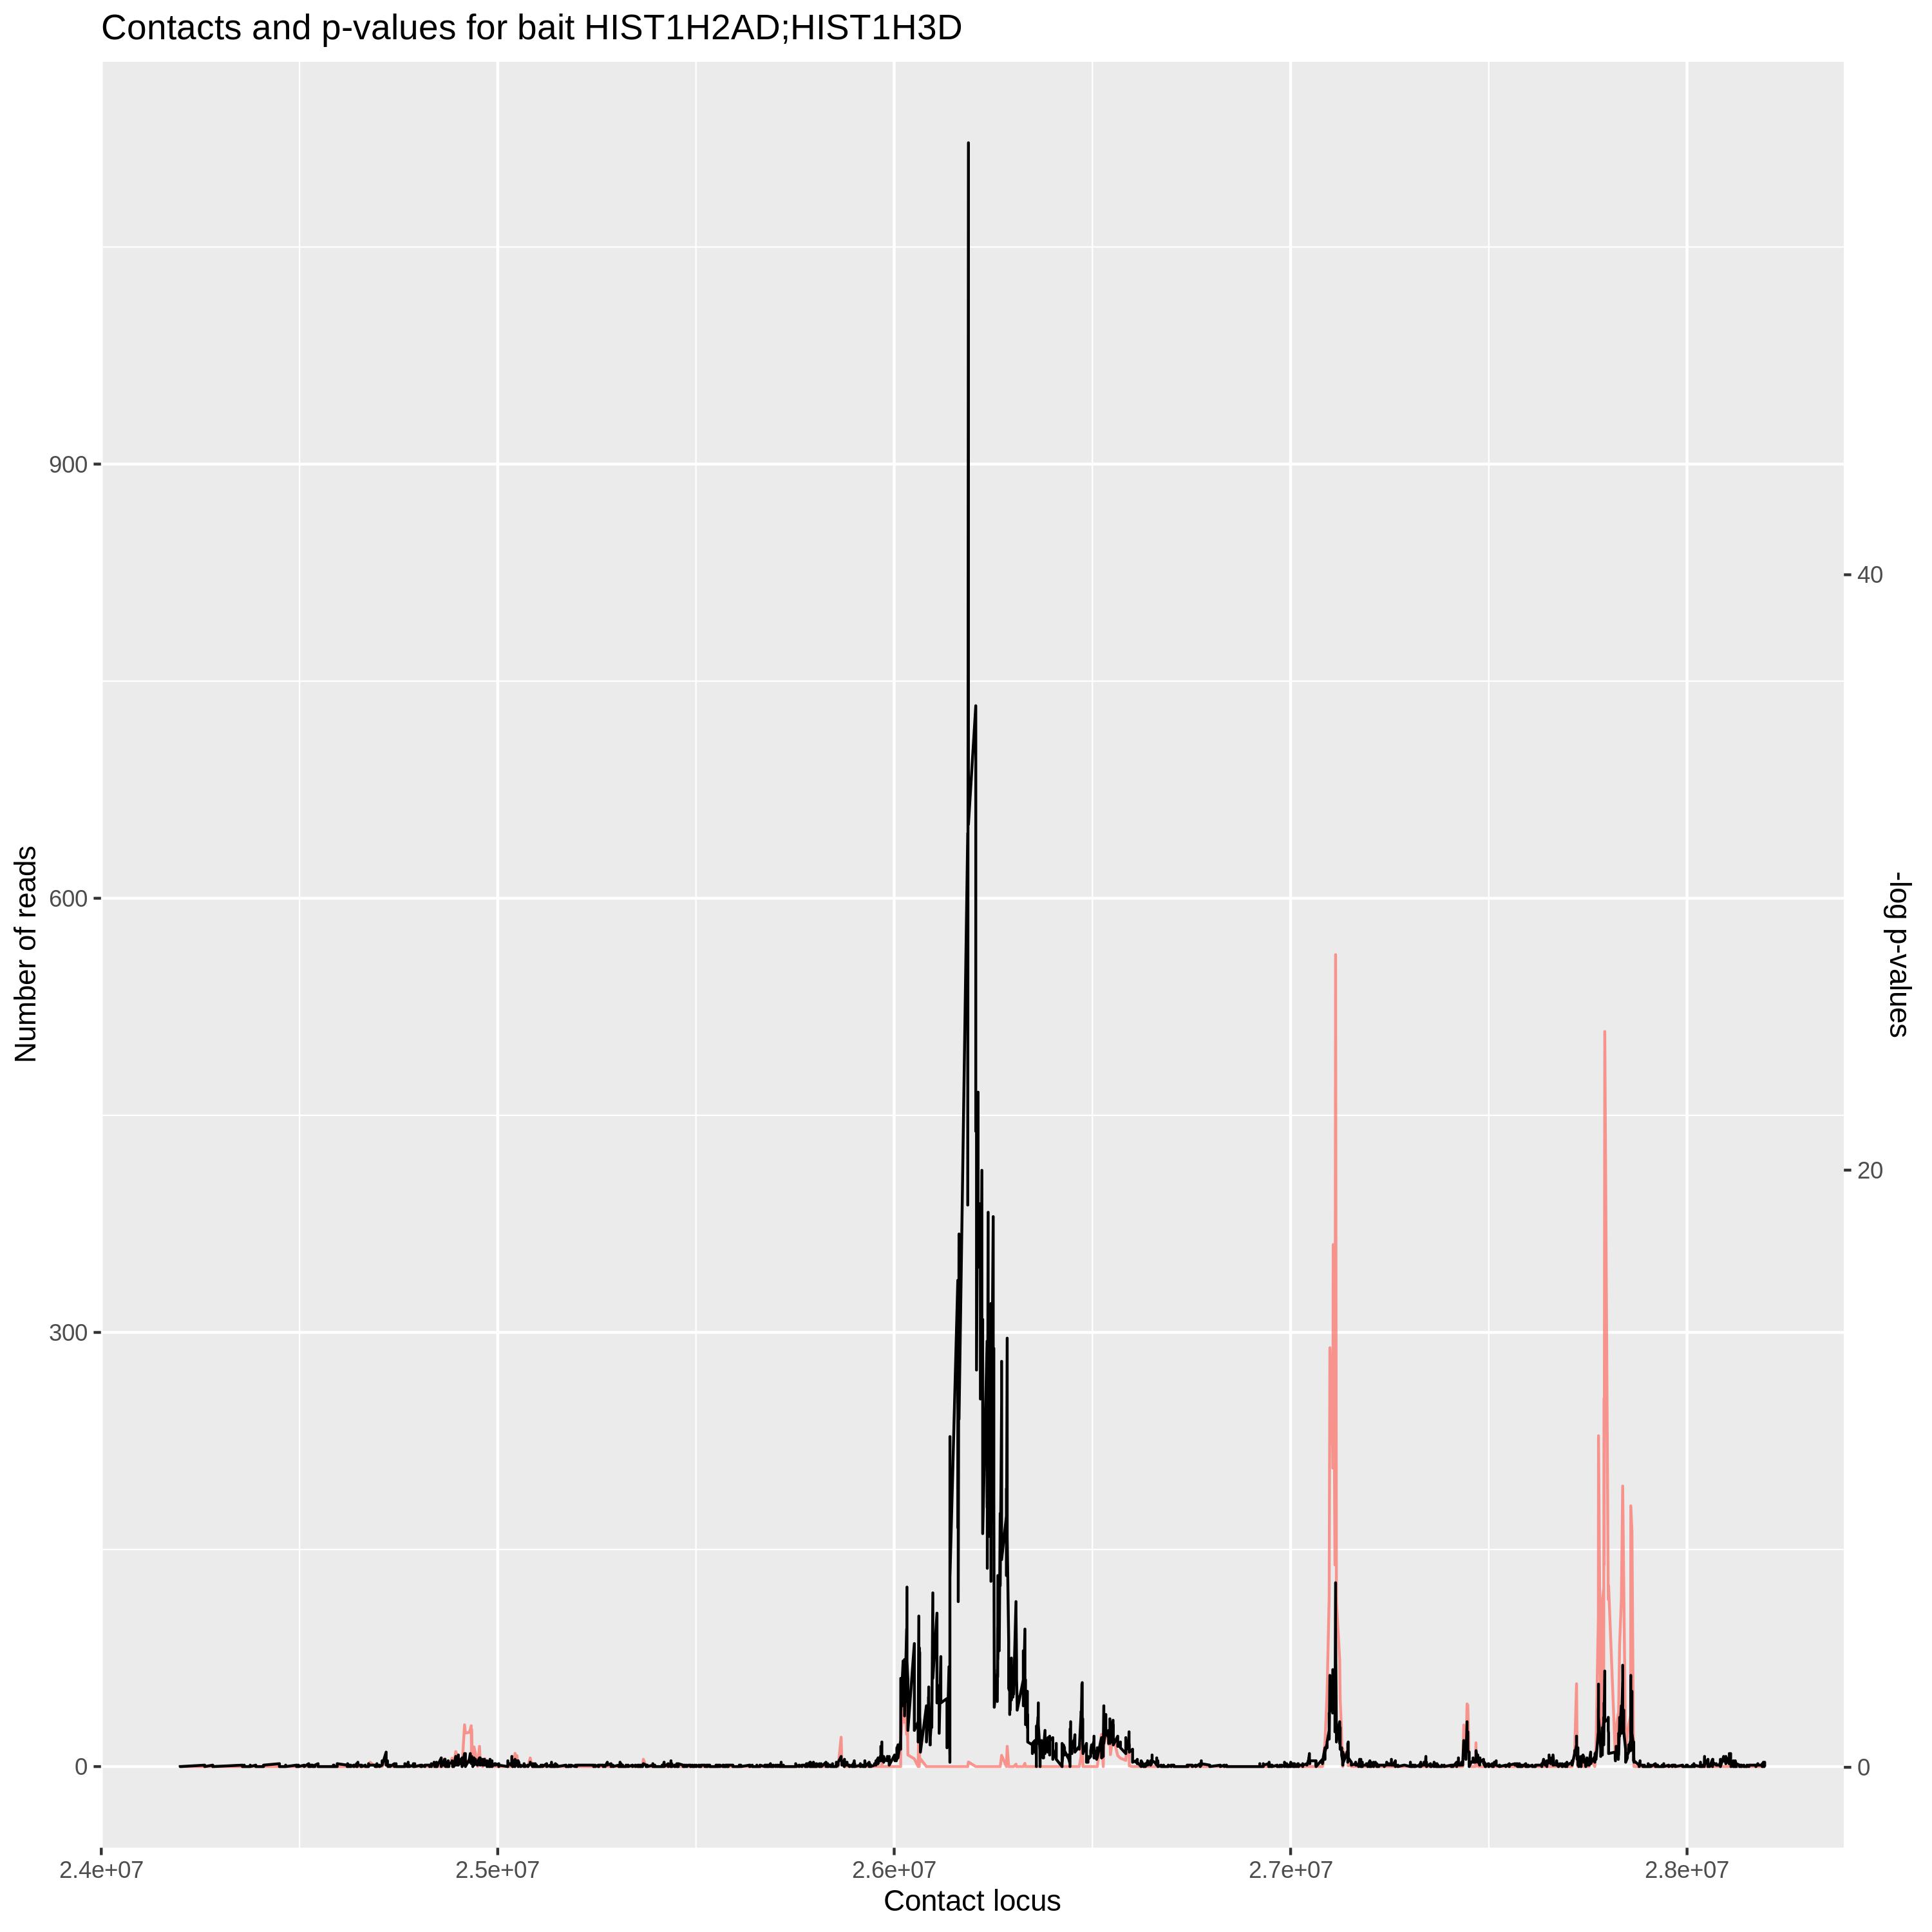 Contacts and p-values for bait HIST1H2AD;HIST1H3D
Number of reads
900
600
300
0
40
20
0
-log p-values
2.4e+07
2.5e+07
2.6e+07
2.7e+07
2.8e+07
Contact locus